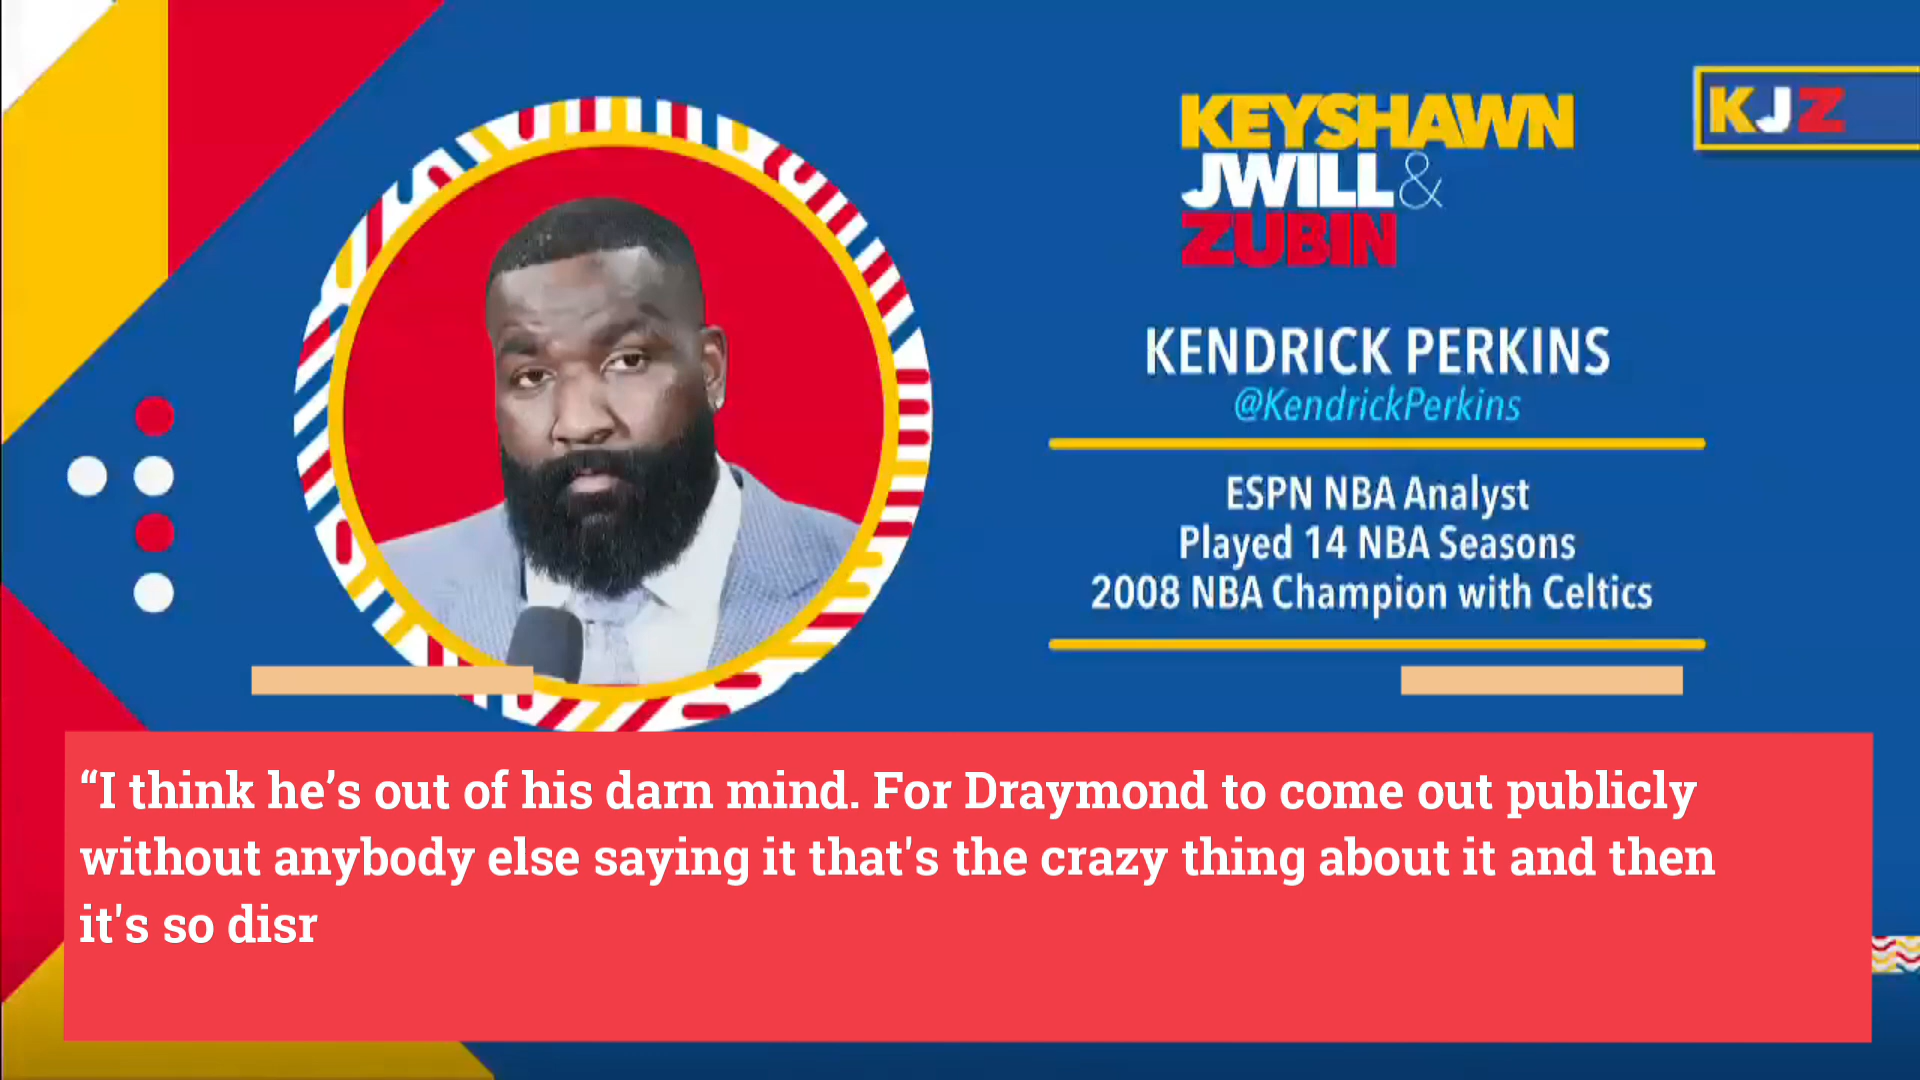 KEYSHAWN
JWILL &
ZUBIN
KJZ
KENDRICK PERKINS
@KendrickPerkins
ESPN NBA Analyst
Played 14 NBA Seasons
2008 NBA Champion with Celtics
“I think he’s out of his darn mind. For Draymond to come out publicly
without anybody else saying it that's the crazy thing about it and then
it's so disr